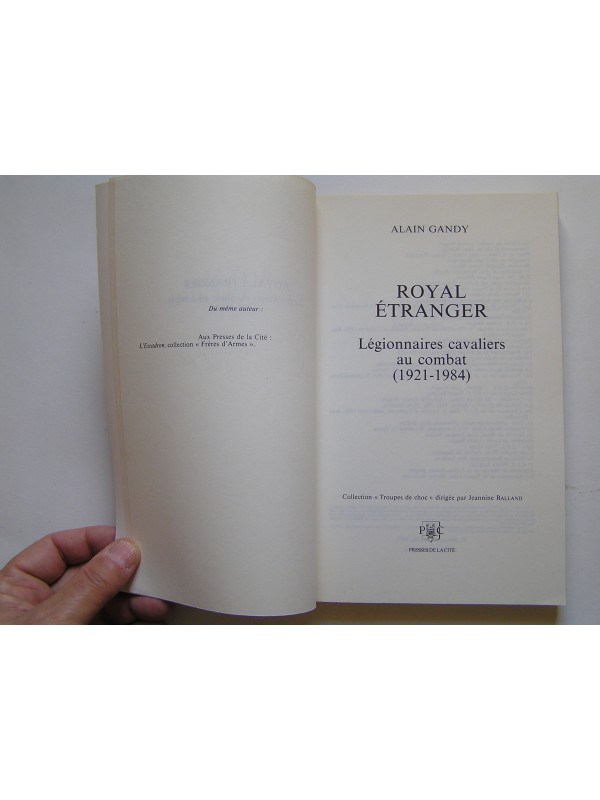 Du même auteur :
Aux Presses de la Cité :
L'Escadron, collection « Frères d'Armes ».
ALAIN GANDY
ROYAL
ÉTRANGER
Légionnaires cavaliers
au combat
(1921-1984)
Collection « Troupes de choc » dirigée par Jeannine BALLAND
P C
PRESSES DE LA CITÉ